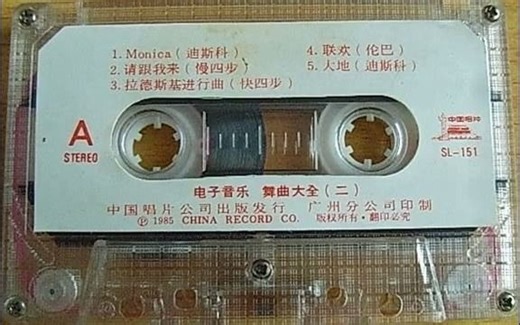 1. Monica（迪斯科）
2. 请跟我来（慢四步）
3. 拉德斯基进行曲（快四步）
4. 联欢（伦巴）
5. 大地（迪斯科）
A
STEREO
中国唱片
SL-151
电子音乐 舞曲大全（二）
中国唱片公司出版发行 广州分公司印制
Ⓟ 1985 CHINA RECORD CO. 版权所有·翻印必究